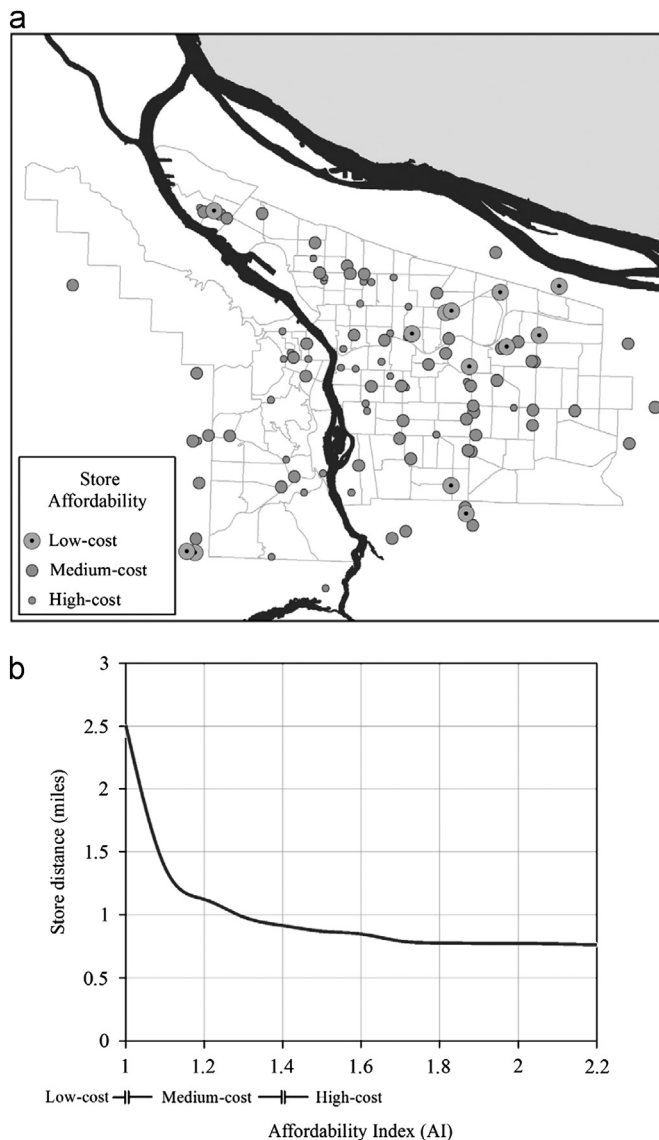 a
Store
Affordability
Low-cost
Medium-cost
High-cost
b
3
2.5
2
1.5
1
0.5
0
Store distance (miles)
1 1.2 1.4 1.6 1.8 2 2.2
Low-cost Medium-cost High-cost
Affordability Index (AI)